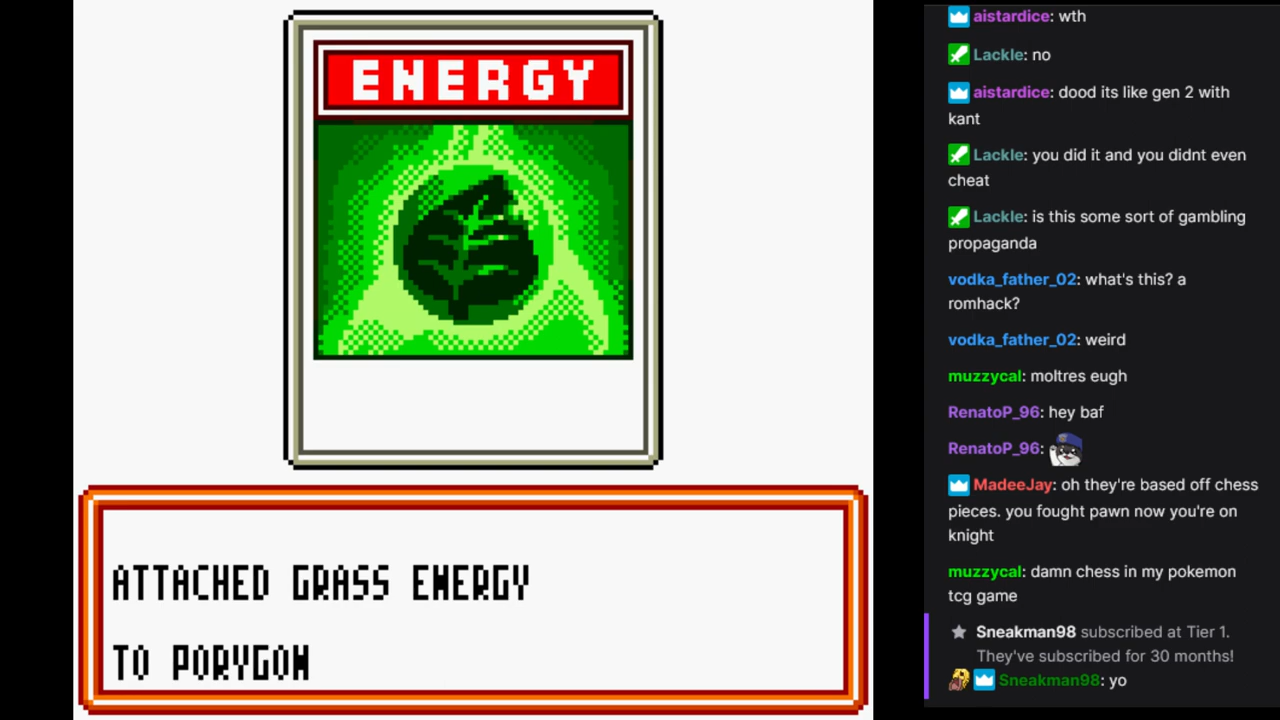 ENERGY
ATTACHED GRASS ENERGY
TO PORYGON
aistardice: wth
Lackle: no
aistardice: dood its like gen 2 with
kant
Lackle: you did it and you didnt even
cheat
Lackle: is this some sort of gambling
propaganda
vodka_father_02: what's this? a
romhack?
vodka_father_02: weird
muzzycal: moltres eugh
RenatoP_96: hey baf
RenatoP_96:
MadeeJay: oh they're based off chess
pieces. you fought pawn now you're on
knight
muzzycal: damn chess in my pokemon
tcg game
Sneakman98 subscribed at Tier 1.
They've subscribed for 30 months!
Sneakman98: yo